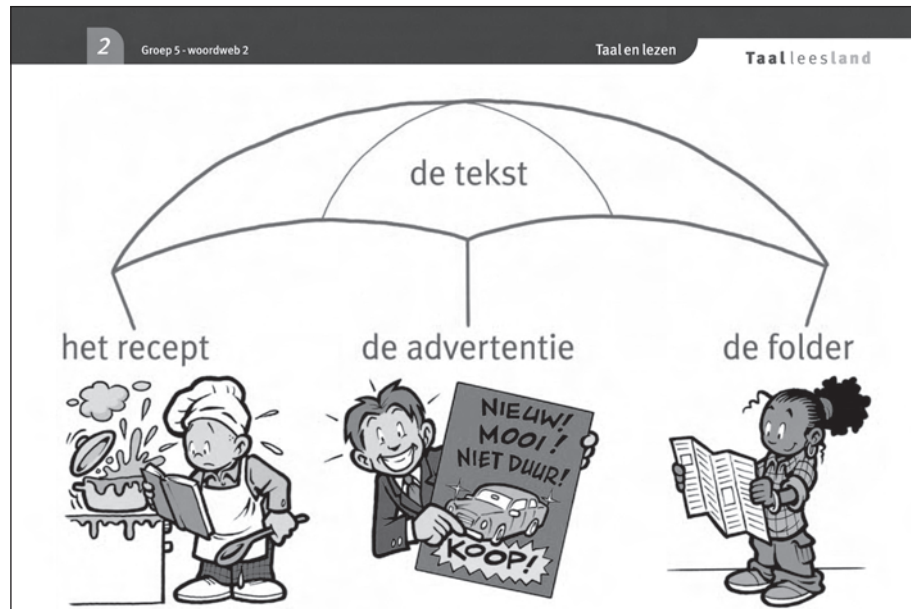 2 Groep 5 - woordweb 2 Taal en lezen Taalleesland
de tekst
het recept de advertentie de folder
NIEUW!
MOOI!
NIET DUUR!
KOOP!